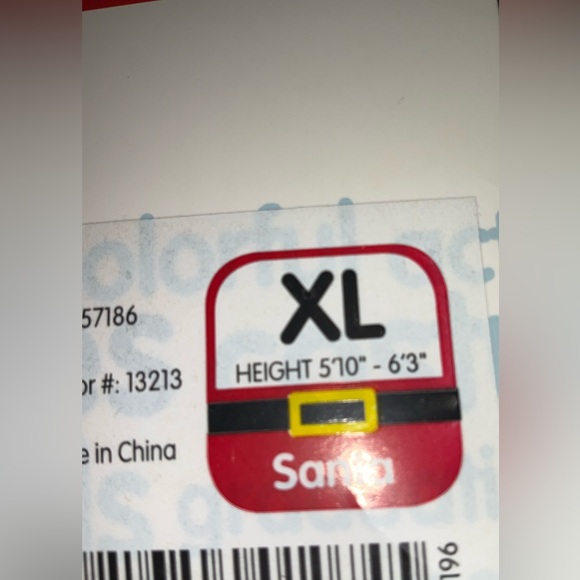 XL
HEIGHT 5'10" - 6'3"
Santa
57186
or #: 13213
e in China
196